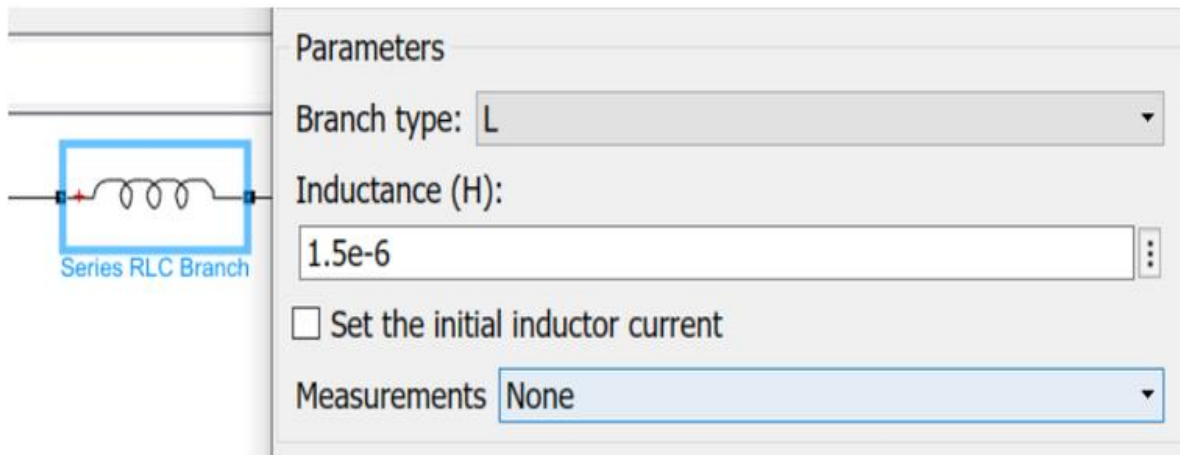 Series RLC Branch
Parameters
Branch type: L
Inductance (H):
1.5e-6
Set the initial inductor current
Measurements None